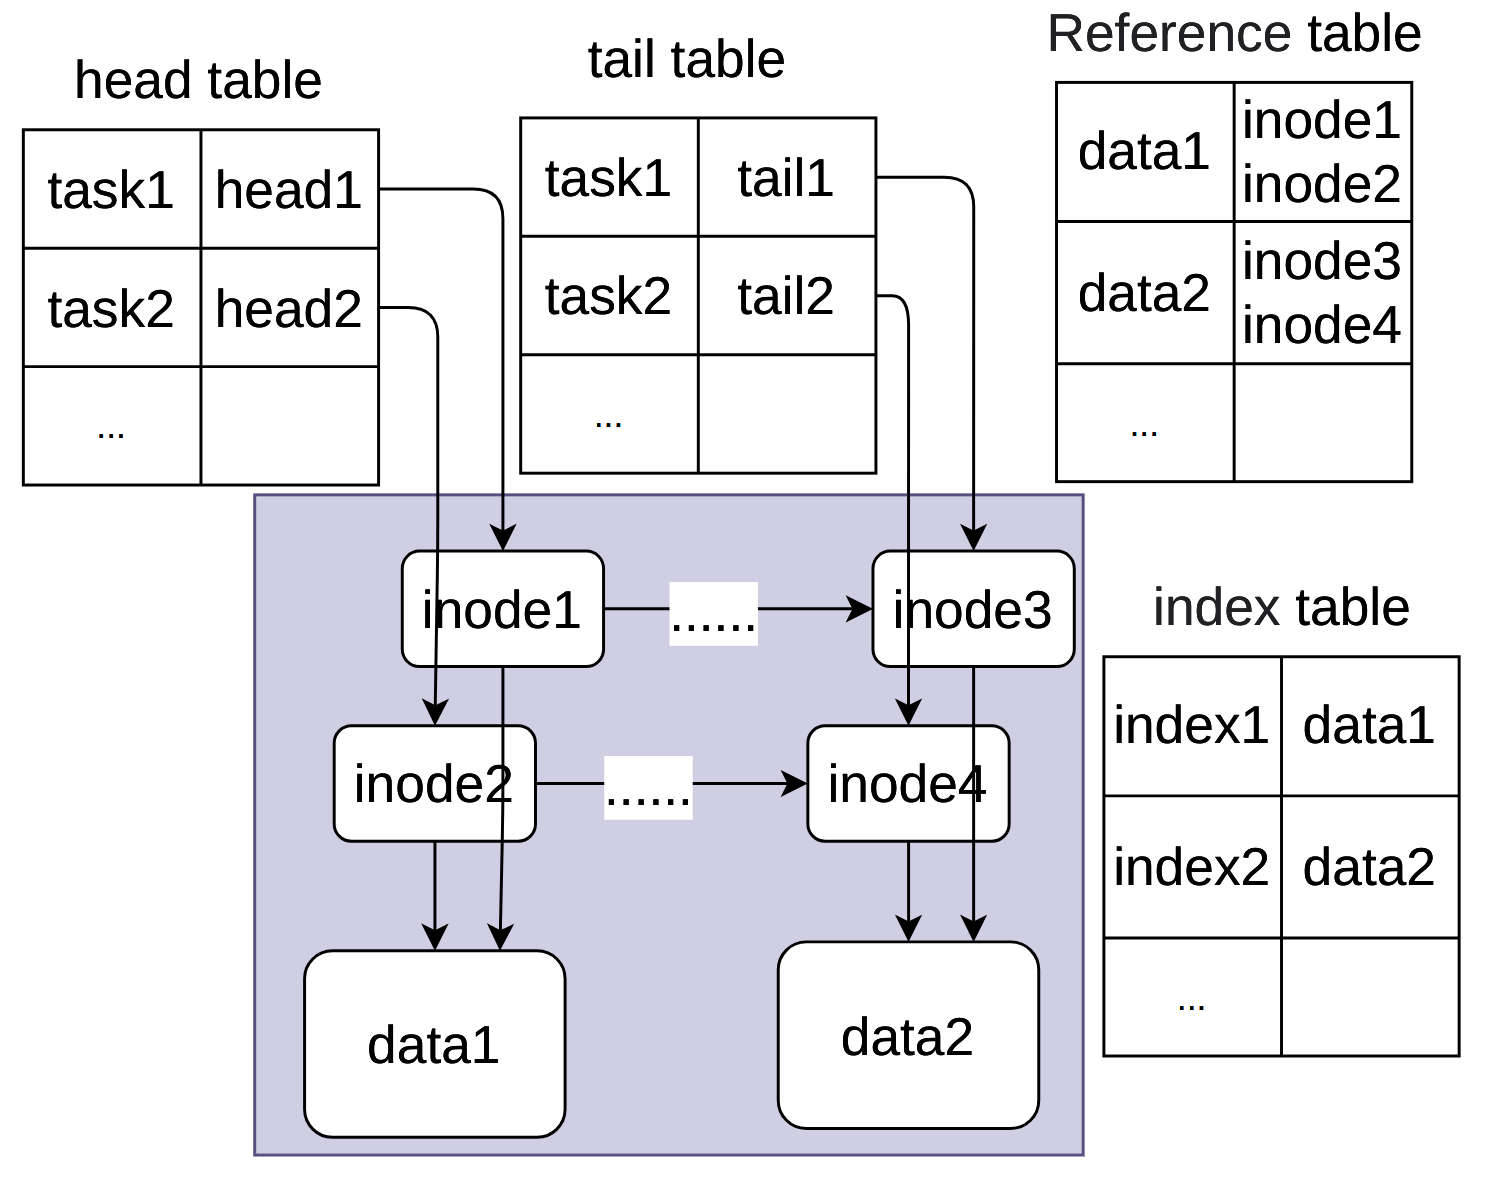 head table
task1 head1
task2 head2
...
tail table
task1 tail1
task2 tail2
...
Reference table
data1 inode1
inode2
data2 inode3
inode4
...
inode1 ...... inode3
inode2 ...... inode4
data1 data2
index table
index1 data1
index2 data2
...